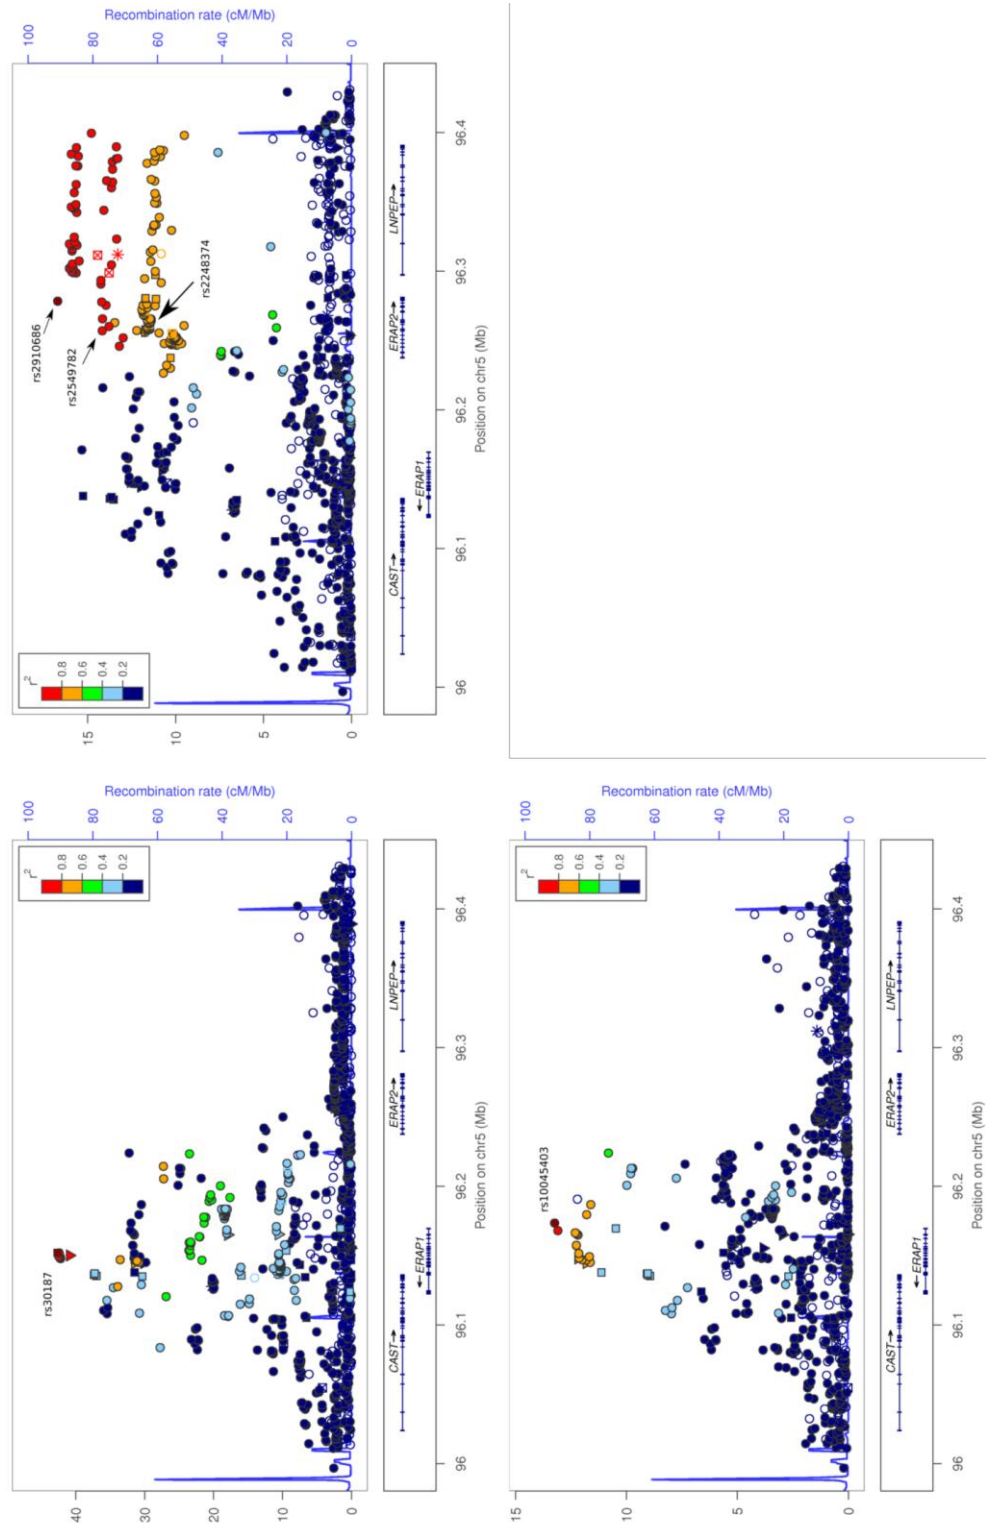 40
30
20
10
0
rs30187
r²
0.8
0.6
0.4
0.2
100
80
60
40
20
0
Recombination rate (cM/Mb)
CAST→
ERAP2→
LNPEP→
←ERAP1
96
96.1
96.2
96.3
96.4
Position on chr5 (Mb)
15
10
5
0
r²
0.8
0.6
0.4
0.2
rs2910686
rs2549782
rs2248374
100
80
60
40
20
0
Recombination rate (cM/Mb)
CAST→
ERAP2→
LNPEP→
←ERAP1
96
96.1
96.2
96.3
96.4
Position on chr5 (Mb)
15
10
5
0
rs10045403
r²
0.8
0.6
0.4
0.2
100
80
60
40
20
0
Recombination rate (cM/Mb)
CAST→
ERAP2→
LNPEP→
←ERAP1
96
96.1
96.2
96.3
96.4
Position on chr5 (Mb)